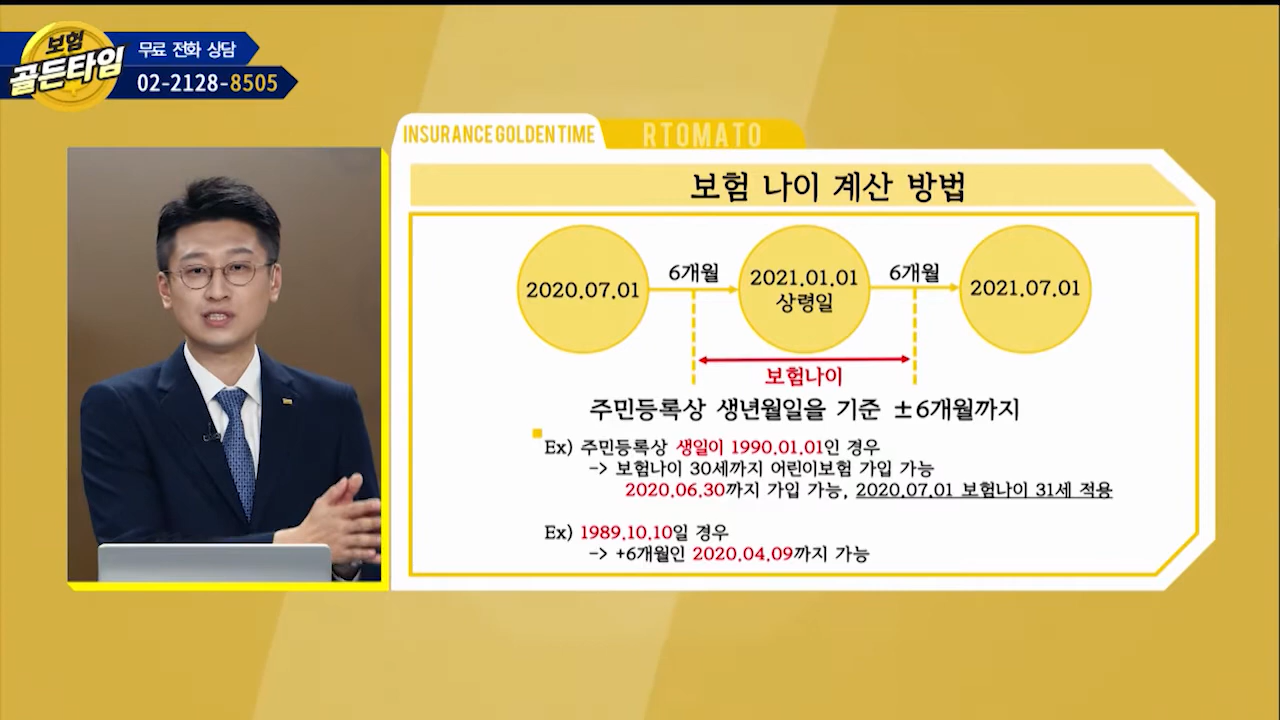 보험
골든타임
무료 전화 상담
02-2128-8505
INSURANCE GOLDEN TIME
RTOMATO
보험 나이 계산 방법
2020.07.01
6개월
2021.01.01
상령일
6개월
2021.07.01
보험나이
주민등록상 생년월일을 기준 ±6개월까지
Ex) 주민등록상 생일이 1990.01.01인 경우
-> 보험나이 30세까지 어린이보험 가입 가능
2020.06.30까지 가입 가능, 2020.07.01 보험나이 31세 적용
Ex) 1989.10.10일 경우
-> +6개월인 2020.04.09까지 가능